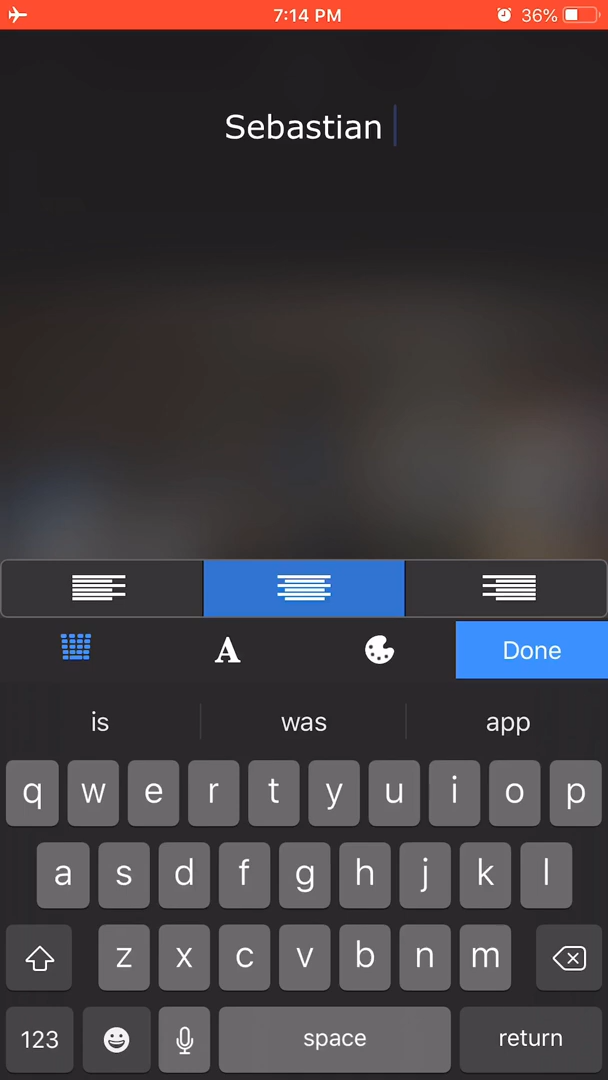 7:14 PM
36%
Sebastian
A
Done
is was app
q w e r t y u i o p
a s d f g h j k l
z x c v b n m
123 space return